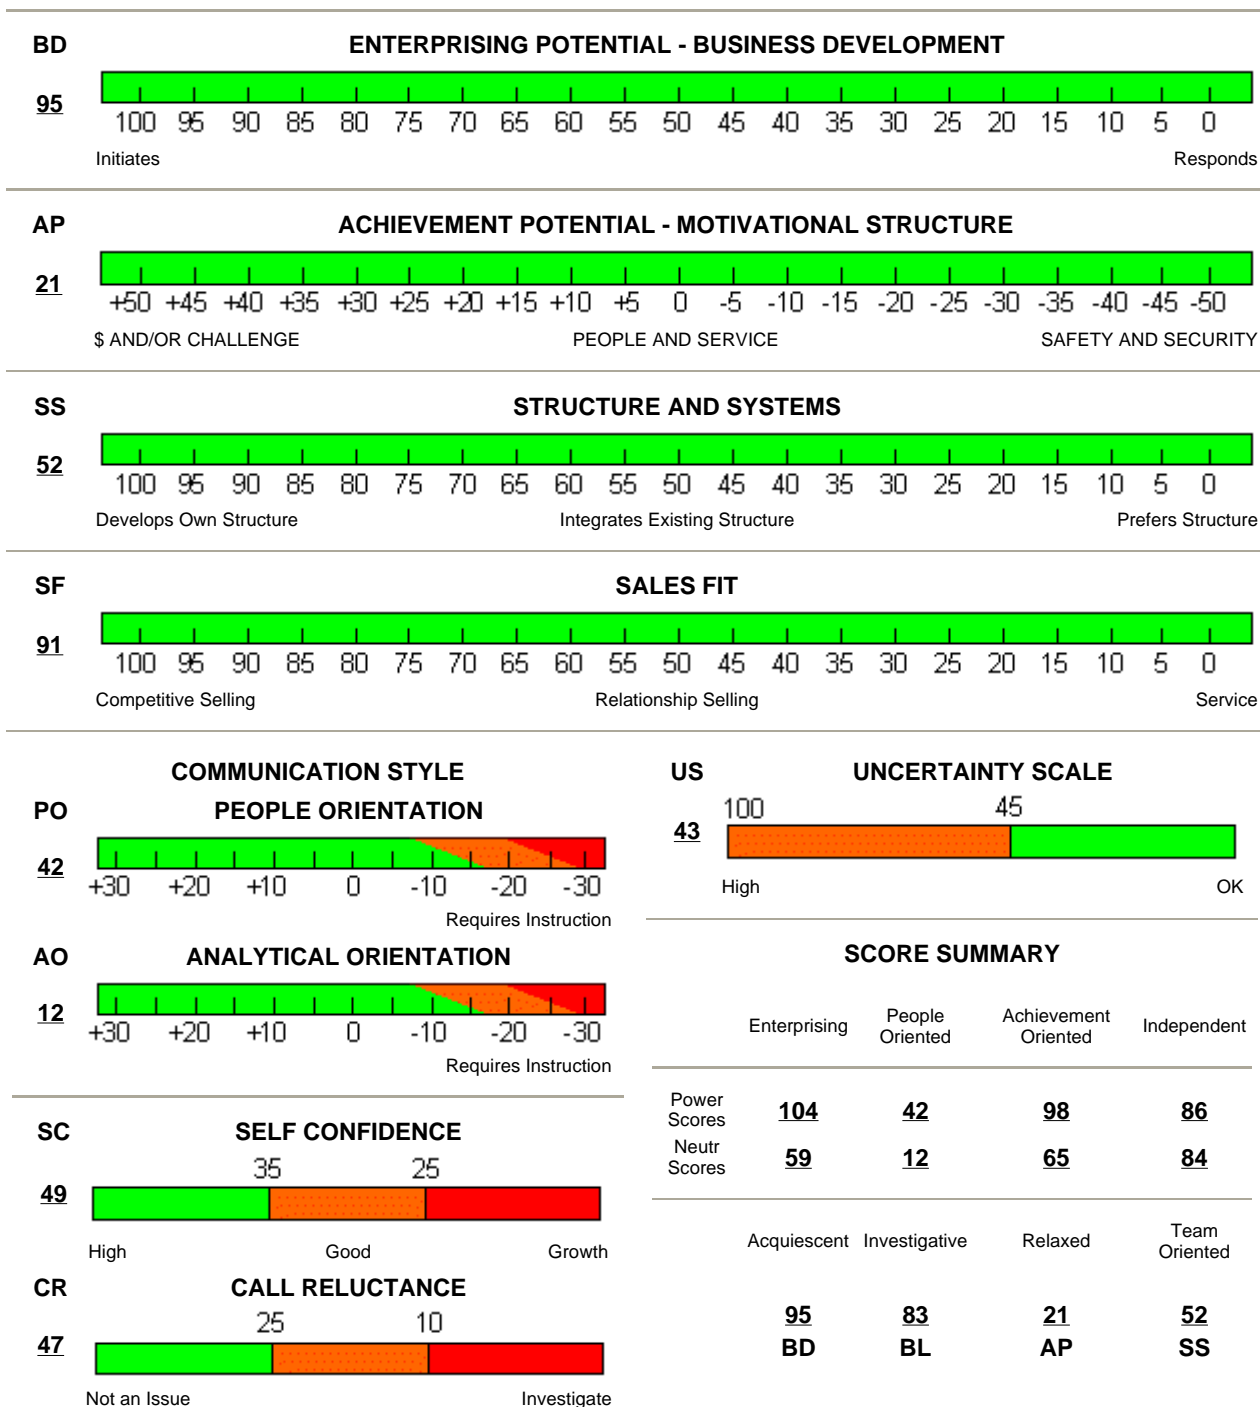 BD ENTERPRISING POTENTIAL - BUSINESS DEVELOPMENT
95
100 95 90 85 80 75 70 65 60 55 50 45 40 35 30 25 20 15 10 5 0
Initiates Responds
AP ACHIEVEMENT POTENTIAL - MOTIVATIONAL STRUCTURE
21
+50 +45 +40 +35 +30 +25 +20 +15 +10 +5 0 -5 -10 -15 -20 -25 -30 -35 -40 -45 -50
$ AND/OR CHALLENGE PEOPLE AND SERVICE SAFETY AND SECURITY
SS STRUCTURE AND SYSTEMS
52
100 95 90 85 80 75 70 65 60 55 50 45 40 35 30 25 20 15 10 5 0
Develops Own Structure Integrates Existing Structure Prefers Structure
SF SALES FIT
91
100 95 90 85 80 75 70 65 60 55 50 45 40 35 30 25 20 15 10 5 0
Competitive Selling Relationship Selling Service
COMMUNICATION STYLE
PO PEOPLE ORIENTATION
42
+30 +20 +10 0 -10 -20 -30
Requires Instruction
AO ANALYTICAL ORIENTATION
12
+30 +20 +10 0 -10 -20 -30
Requires Instruction
SC SELF CONFIDENCE
35 25
49
High Good Growth
CR CALL RELUCTANCE
25 10
47
Not an Issue Investigate
US UNCERTAINTY SCALE
100 45
43
High OK
SCORE SUMMARY
Enterprising People Oriented Achievement Oriented Independent
Power Scores 104 42 98 86
Neutr Scores 59 12 65 84
Acquiescent Investigative Relaxed Team Oriented
95 83 21 52
BD BL AP SS